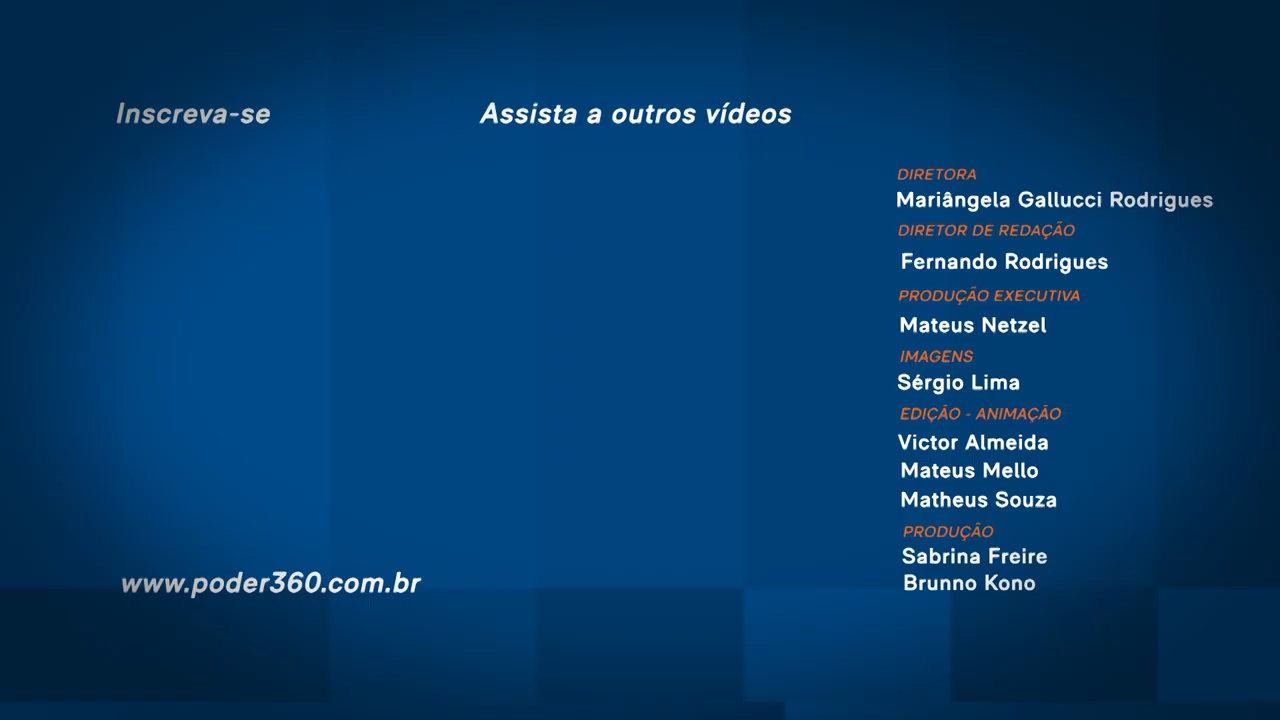 Inscreva-se
Assista a outros vídeos
DIRETORA
Mariângela Gallucci Rodrigues
DIRETOR DE REDAÇÃO
Fernando Rodrigues
PRODUÇÃO EXECUTIVA
Mateus Netzel
IMAGENS
Sérgio Lima
EDIÇÃO - ANIMAÇÃO
Victor Almeida
Mateus Mello
Matheus Souza
PRODUÇÃO
Sabrina Freire
Brunno Kono
www.poder360.com.br